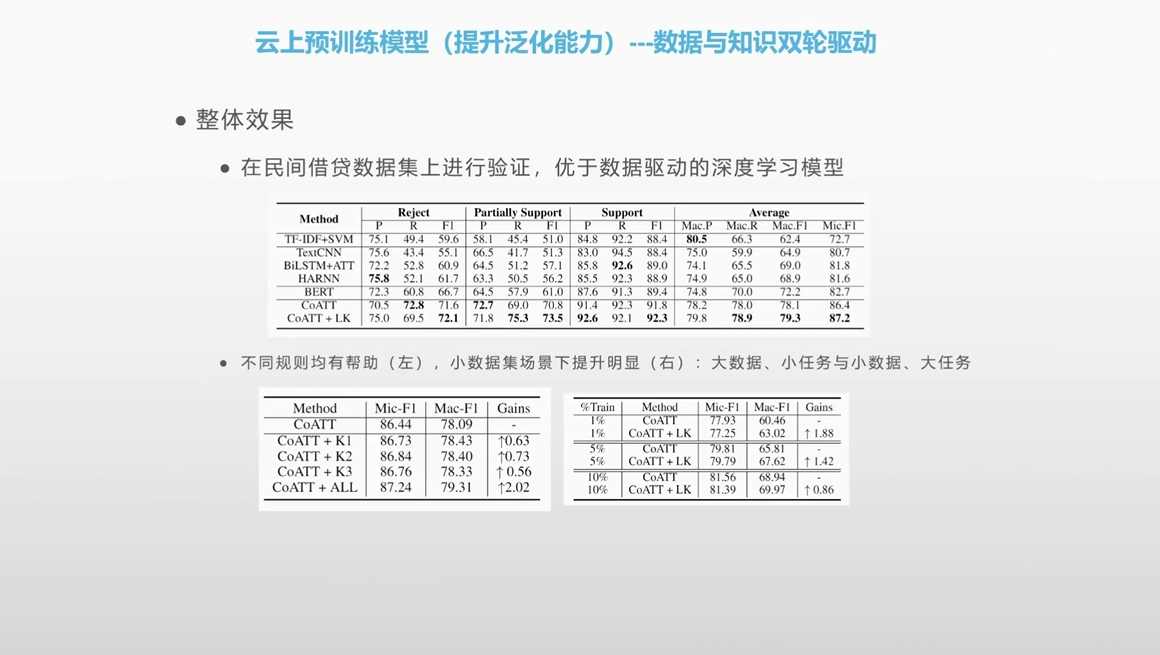 云上预训练模型（提升泛化能力）---数据与知识双轮驱动
● 整体效果
● 在民间借贷数据集上进行验证，优于数据驱动的深度学习模型
Method Reject Partially Support Support Average
P R F1 P R F1 P R F1 Mac.P Mac.R Mac.F1 Mic.F1
TF-IDF+SVM 75.1 49.4 59.6 58.1 45.4 51.0 84.8 92.2 88.4 80.5 66.3 62.4 72.7
TextCNN 75.6 43.4 55.1 66.5 41.7 51.3 83.0 94.5 88.4 75.0 59.9 64.9 80.7
BiLSTM+ATT 72.2 52.8 60.9 64.5 51.2 57.1 85.8 92.6 89.0 74.1 65.5 69.0 81.8
HARNN 75.8 52.1 61.7 63.3 50.5 56.2 85.5 92.3 88.9 74.9 65.0 68.9 81.6
BERT 72.3 60.8 66.7 64.5 57.9 61.0 87.6 91.3 89.4 74.8 70.0 72.2 82.7
CoATT 70.5 72.8 71.6 72.7 69.0 70.8 91.4 92.3 91.8 78.2 78.0 78.1 86.4
CoATT + LK 75.0 69.5 72.1 71.8 75.3 73.5 92.6 92.1 92.3 79.8 78.9 79.3 87.2
● 不同规则均有帮助（左），小数据集场景下提升明显（右）：大数据、小任务与小数据、大任务
Method Mic-F1 Mac-F1 Gains
CoATT 86.44 78.09 -
CoATT + K1 86.73 78.43 ↑0.63
CoATT + K2 86.84 78.40 ↑0.73
CoATT + K3 86.76 78.33 ↑ 0.56
CoATT + ALL 87.24 79.31 ↑2.02
%Train Method Mic-F1 Mac-F1 Gains
1% CoATT 77.93 60.46 -
1% CoATT + LK 77.25 63.02 ↑ 1.88
5% CoATT 79.81 65.81 -
5% CoATT + LK 79.79 67.62 ↑ 1.42
10% CoATT 81.56 68.94 -
10% CoATT + LK 81.39 69.97 ↑ 0.86